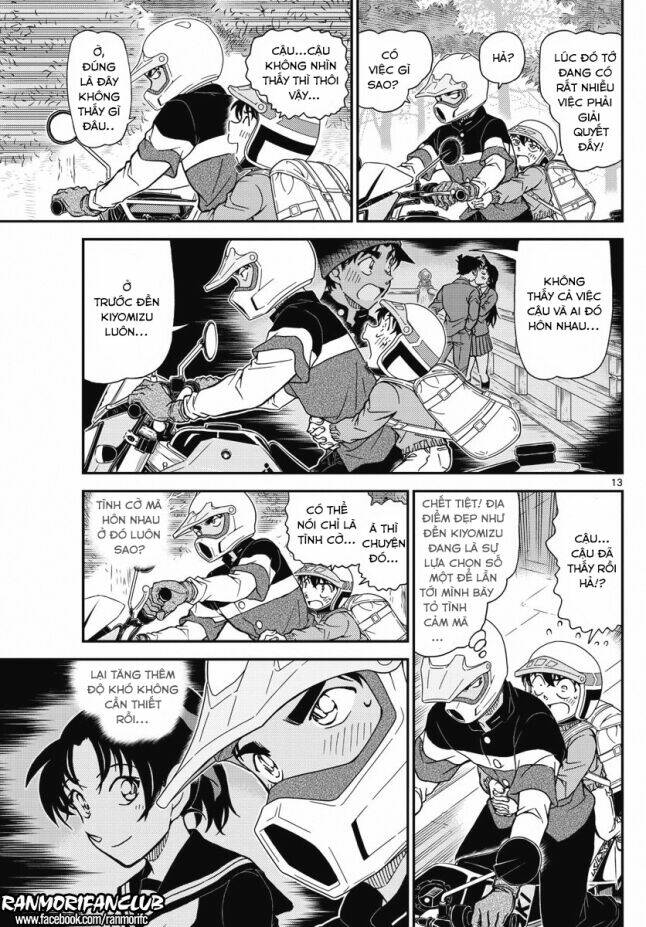 LÚC ĐÓ TỚ
ĐANG CÓ
RẤT NHIỀU
VIỆC PHẢI
GIẢI
QUYẾT
ĐẤY!
HẢ?
CÓ
VIỆC GÌ
SAO?
CẬU...CẬU
KHÔNG NHÌN
THẤY THÌ THÔI
VẬY...
Ờ,
ĐÚNG
LÀ ĐÂY
KHÔNG
THẤY GÌ
ĐÂU..
KHÔNG
THẤY CẢ VIỆC
CẬU VÀ AI ĐÓ
HÔN NHAU...
Ở
TRƯỚC ĐỀN
KIYOMIZU
LUÔN...
13
CẬU...
CẬU ĐÃ
THẤY RỒI
HẢ!?
CHẾT TIỆT! ĐỊA
ĐIỂM ĐẸP NHƯ
ĐỀN KIYOMIZU
ĐANG LÀ SỰ
LỰA CHỌN SỐ
MỘT ĐỂ LẦN
TỚI MÌNH BÀY
TỎ TÌNH
CẢM MÀ
...
À THÌ
CHUYỆN
ĐÓ...
CÓ THỂ
NÓI CHỈ LÀ
TÌNH CỜ...
TÌNH CỜ MÀ
HÔN NHAU
Ở ĐÓ LUÔN
SAO?
LẠI TĂNG THÊM
ĐỘ KHÓ KHÔNG
CẦN THIẾT
RỒI...
RANMORIFANCLUB
www.facebook.com/ranmorifc